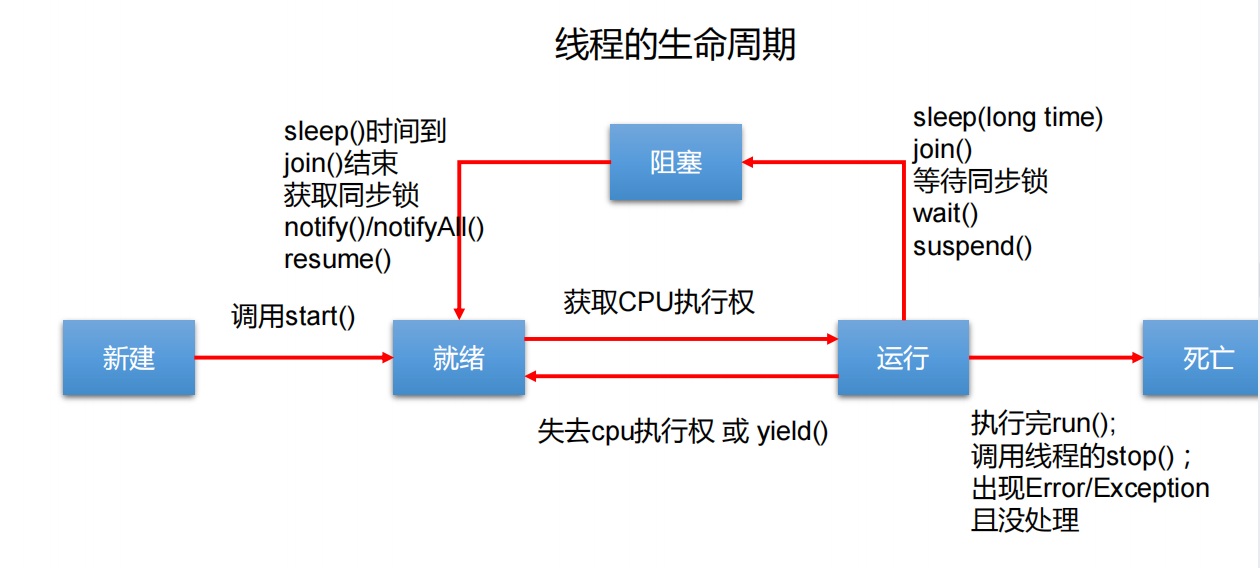 线程的生命周期
sleep()时间到
join()结束
获取同步锁
notify()/notifyAll()
resume()
阻塞
sleep(long time)
join()
等待同步锁
wait()
suspend()
调用start()
获取CPU执行权
新建
就绪
运行
死亡
失去cpu执行权 或 yield()
执行完run();
调用线程的stop() ;
出现Error/Exception
且没处理